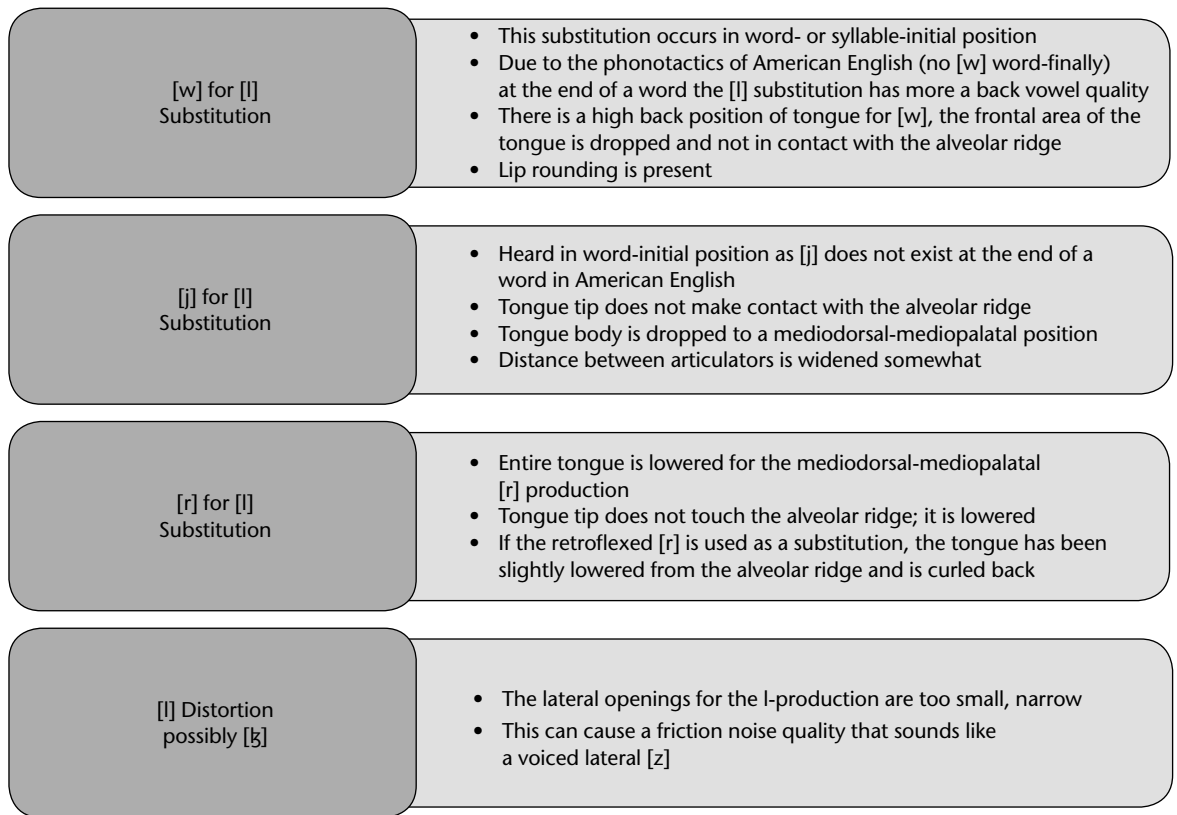 [w] for [l]
Substitution
• This substitution occurs in word- or syllable-initial position
• Due to the phonotactics of American English (no [w] word-finally)
at the end of a word the [l] substitution has more a back vowel quality
• There is a high back position of tongue for [w], the frontal area of the
tongue is dropped and not in contact with the alveolar ridge
• Lip rounding is present
[j] for [l]
Substitution
• Heard in word-initial position as [j] does not exist at the end of a
word in American English
• Tongue tip does not make contact with the alveolar ridge
• Tongue body is dropped to a mediodorsal-mediopalatal position
• Distance between articulators is widened somewhat
[r] for [l]
Substitution
• Entire tongue is lowered for the mediodorsal-mediopalatal
[r] production
• Tongue tip does not touch the alveolar ridge; it is lowered
• If the retroflexed [r] is used as a substitution, the tongue has been
slightly lowered from the alveolar ridge and is curled back
[l] Distortion
possibly [ɮ]
• The lateral openings for the l-production are too small, narrow
• This can cause a friction noise quality that sounds like
a voiced lateral [z]